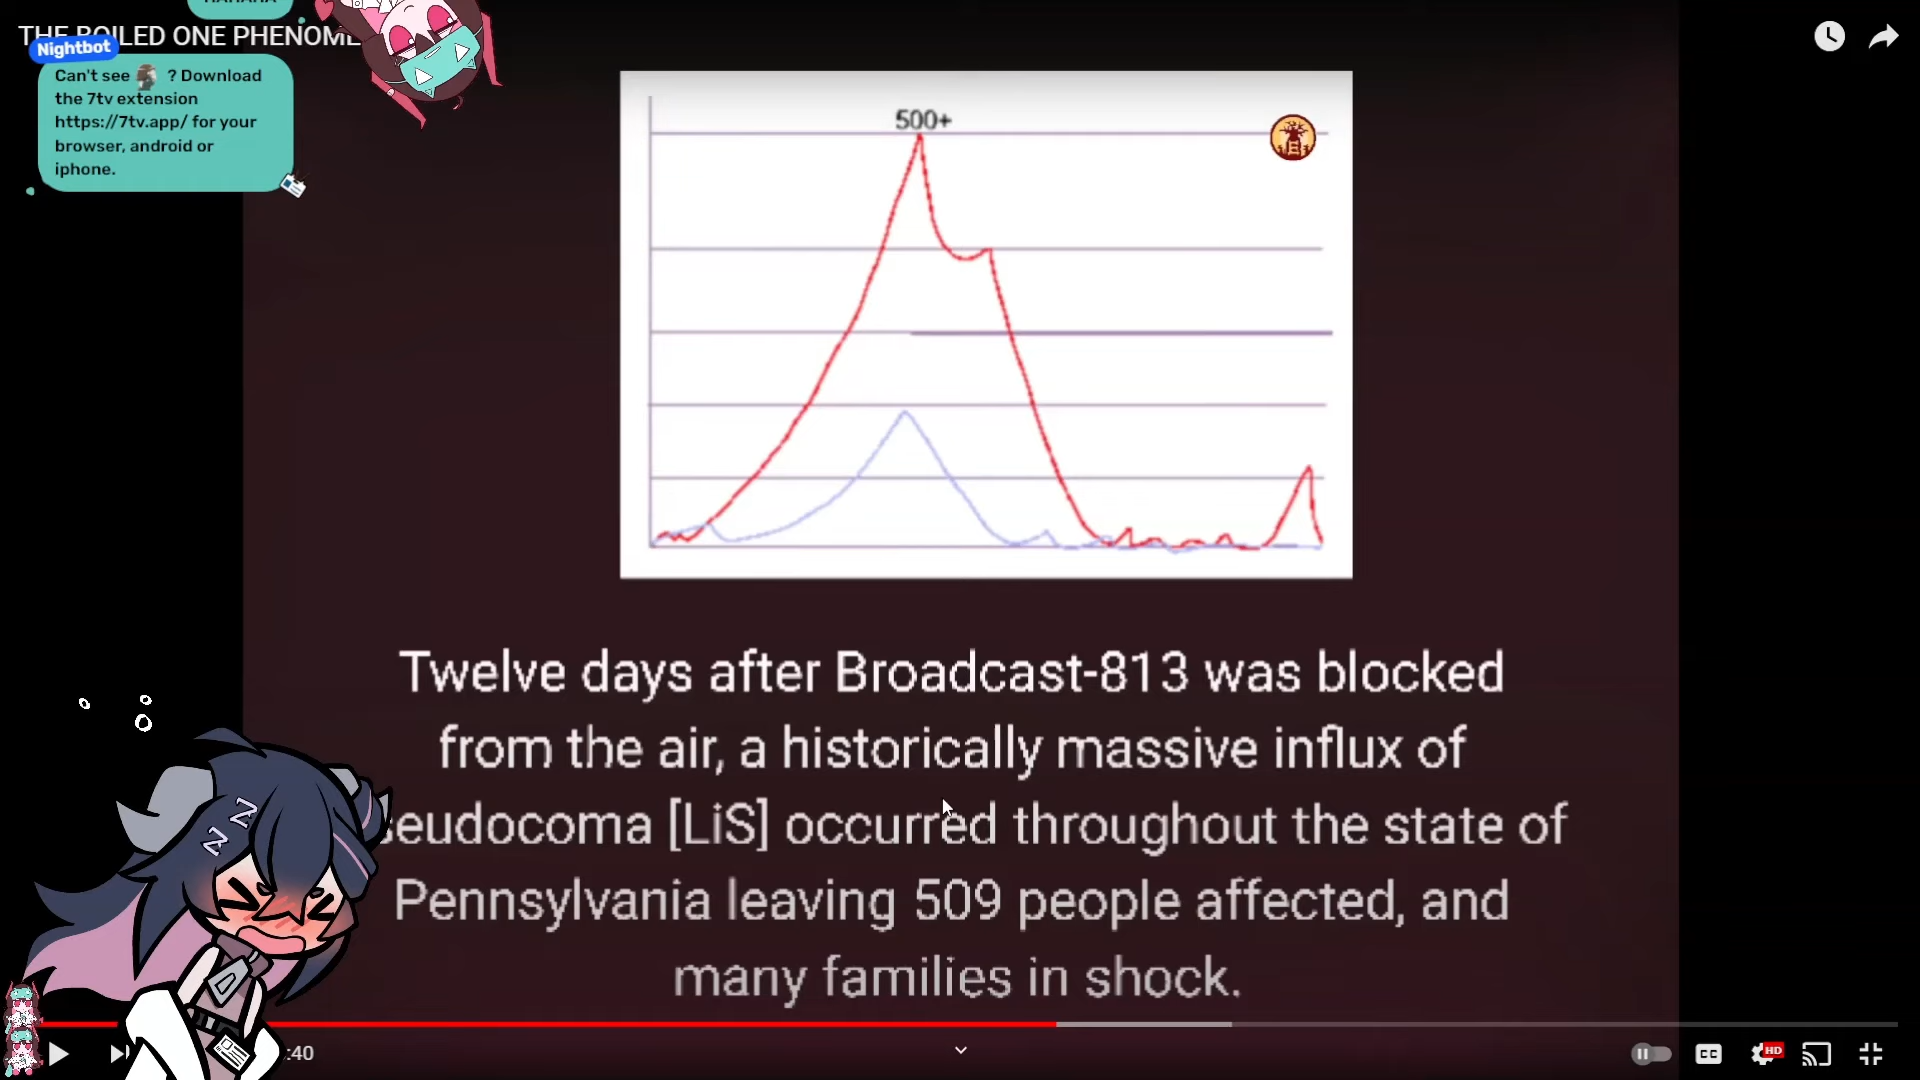 THE BOILED ONE PHENOME
Nightbot
Can't see ? Download
the 7tv extension
https://7tv.app/ for your
browser, android or
iphone.
500+
Twelve days after Broadcast-813 was blocked
from the air, a historically massive influx of
eudocoma [LiS] occurred throughout the state of
Pennsylvania leaving 509 people affected, and
many families in shock.
:40
CC
HD
Z
Z